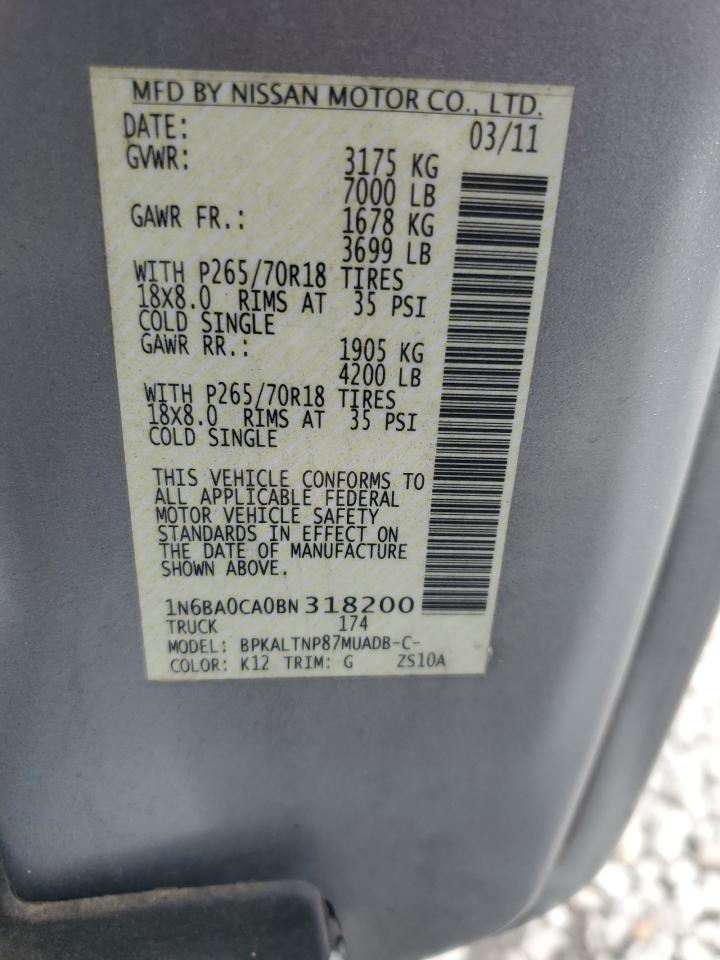 MFD BY NISSAN MOTOR CO., LTD.
DATE: 03/11
GVWR: 3175 KG
7000 LB
GAWR FR.: 1678 KG
3699 LB
WITH P265/70R18 TIRES
18X8.0 RIMS AT 35 PSI
COLD SINGLE
GAWR RR.: 1905 KG
4200 LB
WITH P265/70R18 TIRES
18X8.0 RIMS AT 35 PSI
COLD SINGLE
THIS VEHICLE CONFORMS TO
ALL APPLICABLE FEDERAL
MOTOR VEHICLE SAFETY
STANDARDS IN EFFECT ON
THE DATE OF MANUFACTURE
SHOWN ABOVE.
1N6BA0CA0BN318200
TRUCK 174
MODEL: BPKALTNP87MUADB-C-
COLOR: K12 TRIM: G ZS10A